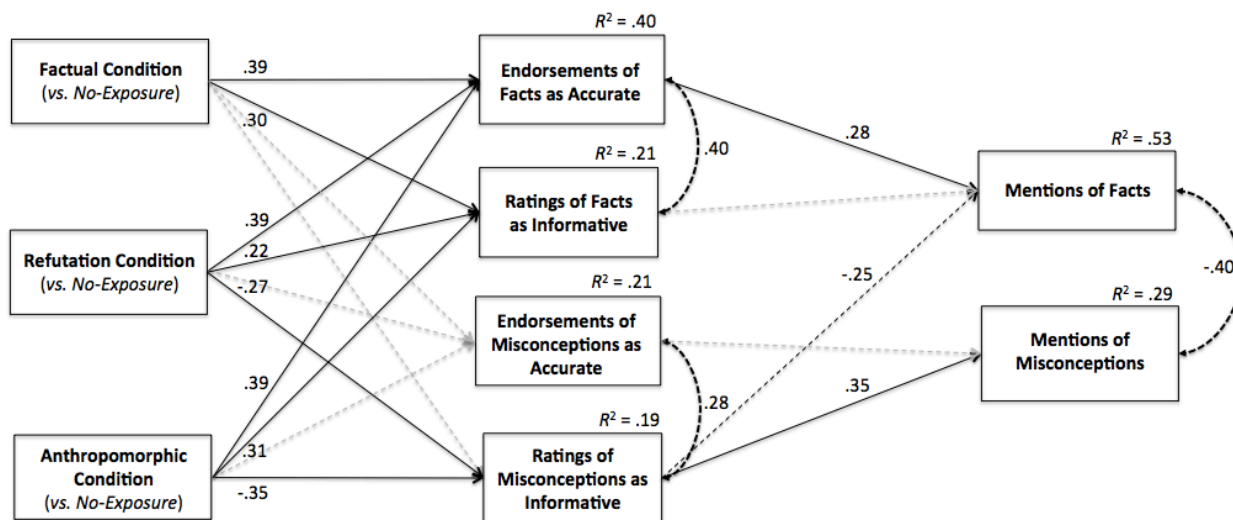 R² = .40
Factual Condition
(vs. No-Exposure)
.39
.30
Endorsements of
Facts as Accurate
R² = .21
.40
.28
R² = .53
Ratings of Facts
as Informative
Mentions of Facts
Refutation Condition
(vs. No-Exposure)
.39
.22
-.27
R² = .21
-.25
-.40
R² = .29
Endorsements of
Misconceptions as
Accurate
Mentions of
Misconceptions
.39
.28
.35
R² = .19
Anthropomorphic
Condition
(vs. No-Exposure)
.31
-.35
Ratings of
Misconceptions as
Informative